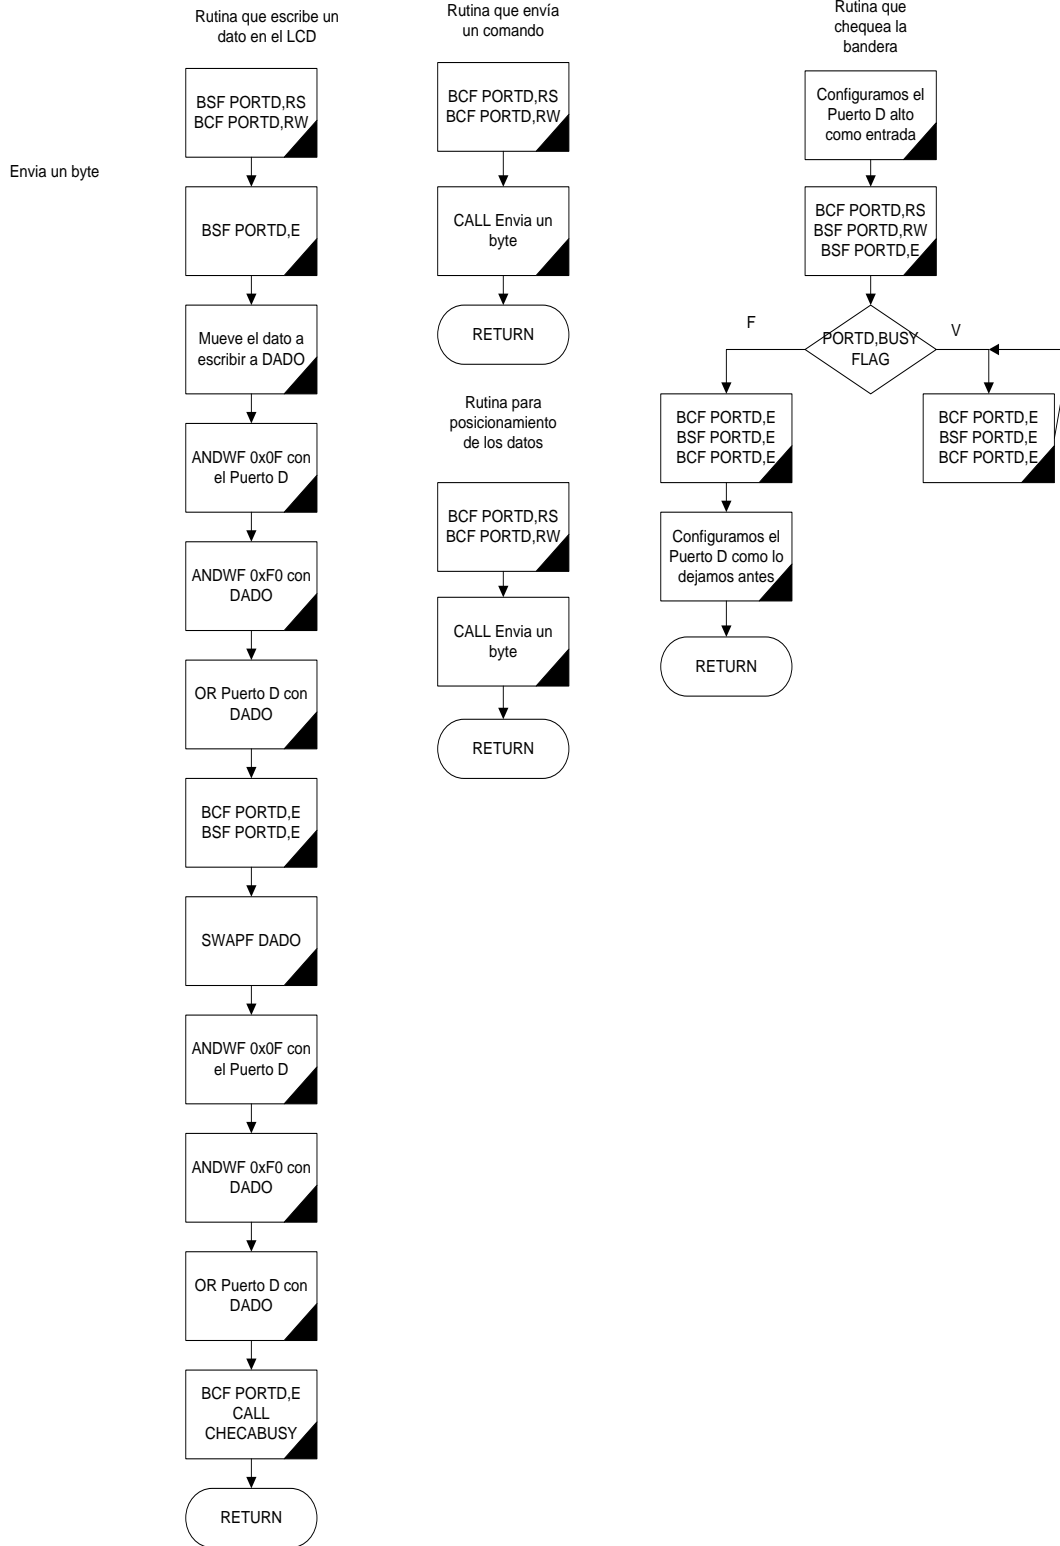 Rutina que escribe un
dato en el LCD
BSF PORTD,RS
BCF PORTD,RW
Envia un byte
BSF PORTD,E
Mueve el dato a
escribir a DADO
ANDWF 0x0F con
el Puerto D
ANDWF 0xF0 con
DADO
OR Puerto D con
DADO
BCF PORTD,E
BSF PORTD,E
SWAPF DADO
ANDWF 0x0F con
el Puerto D
ANDWF 0xF0 con
DADO
OR Puerto D con
DADO
BCF PORTD,E
CALL
CHECABUSY
RETURN
Rutina que envía
un comando
BCF PORTD,RS
BCF PORTD,RW
CALL Envia un
byte
RETURN
Rutina para
posicionamiento
de los datos
BCF PORTD,RS
BCF PORTD,RW
CALL Envia un
byte
RETURN
Rutina que
chequea la
bandera
Configuramos el
Puerto D alto
como entrada
BCF PORTD,RS
BSF PORTD,RW
BSF PORTD,E
PORTD,BUSY
FLAG
F
V
BCF PORTD,E
BSF PORTD,E
BCF PORTD,E
Configuramos el
Puerto D como lo
dejamos antes
RETURN
BCF PORTD,E
BSF PORTD,E
BCF PORTD,E